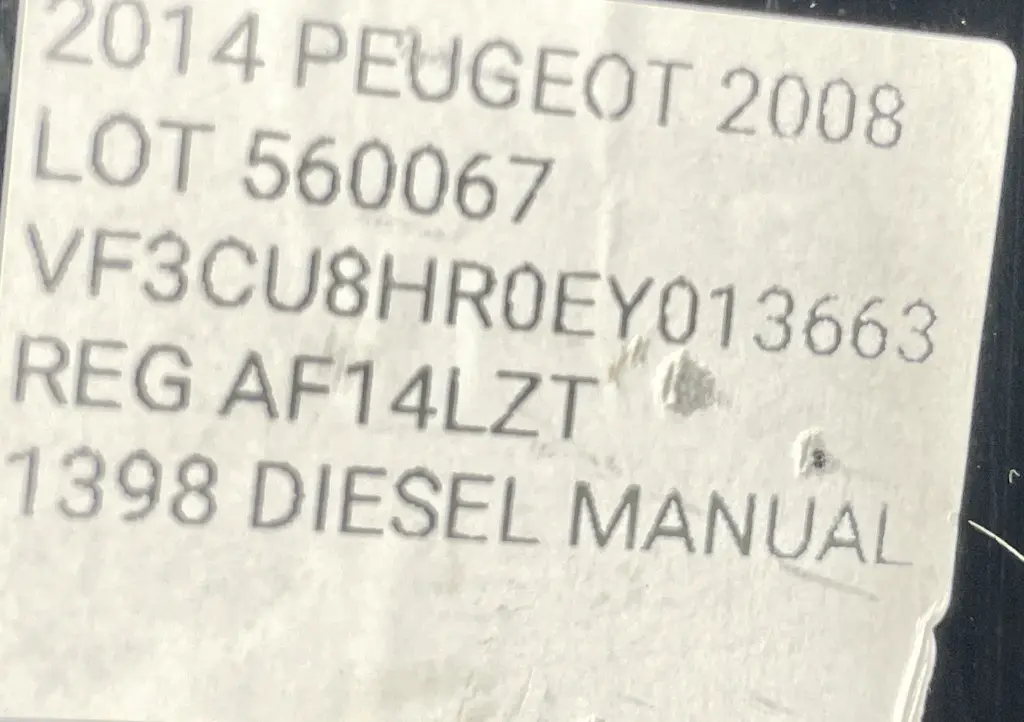 2014 PEUGEOT 2008
LOT 560067
VF3CU8HR0EY013663
REG AF14LZT
1398 DIESEL MANUAL